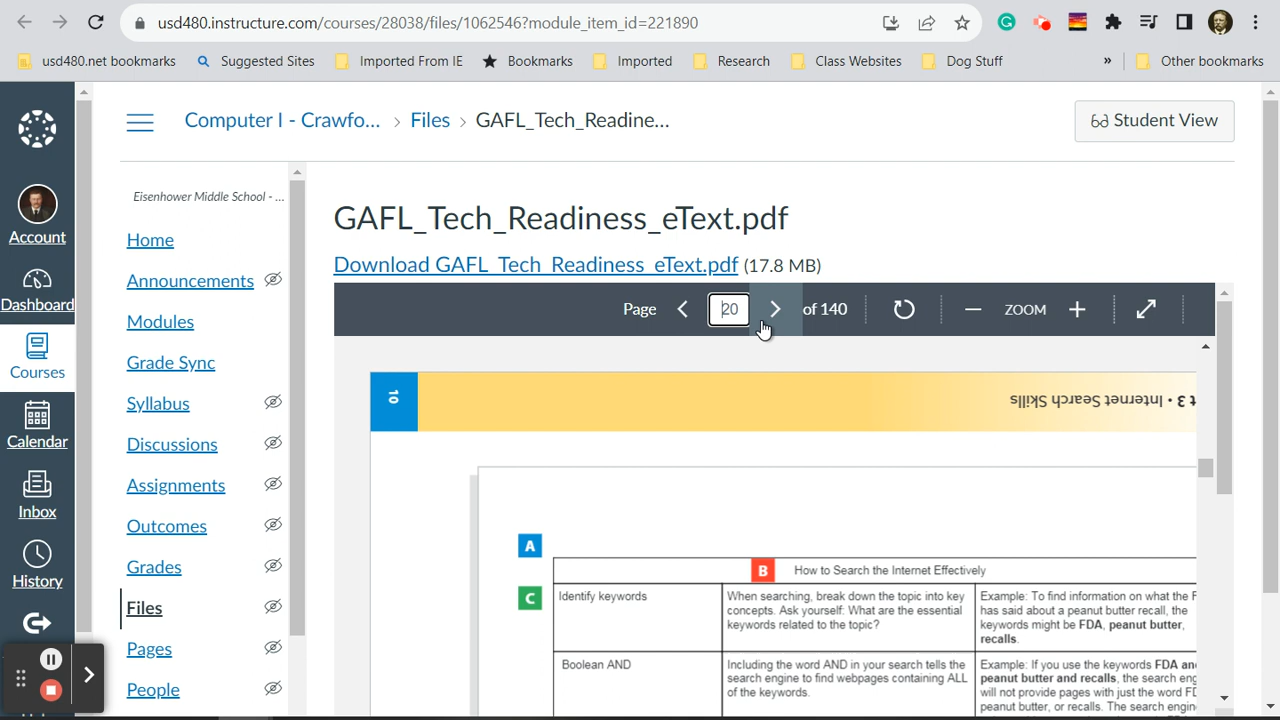 usd480.instructure.com/courses/28038/files/1062546?module_item_id=221890
usd480.net bookmarks Suggested Sites Imported From IE Bookmarks Imported Research Class Websites Dog Stuff » Other bookmarks
Computer I - Crawfo... > Files > GAFL_Tech_Readine...
Student View
Account
Dashboard
Courses
Calendar
Inbox
History
Eisenhower Middle School - ...
Home
Announcements
Modules
Grade Sync
Syllabus
Discussions
Assignments
Outcomes
Grades
Files
Pages
People
GAFL_Tech_Readiness_eText.pdf
Download GAFL_Tech_Readiness_eText.pdf (17.8 MB)
Page 20 of 140 ZOOM
10 t 3 • Internet Search Skills
A
B How to Search the Internet Effectively
C Identify keywords
When searching, break down the topic into key
concepts. Ask yourself: What are the essential
keywords related to the topic?
Example: To find information on what the F
has said about a peanut butter recall, the
keywords might be FDA, peanut butter,
recalls.
Boolean AND
Including the word AND in your search tells the
search engine to find webpages containing ALL
of the keywords.
Example: If you use the keywords FDA an
peanut butter and recalls, the search eng
will not provide pages with just the word FD
peanut butter, or recalls. The search engin